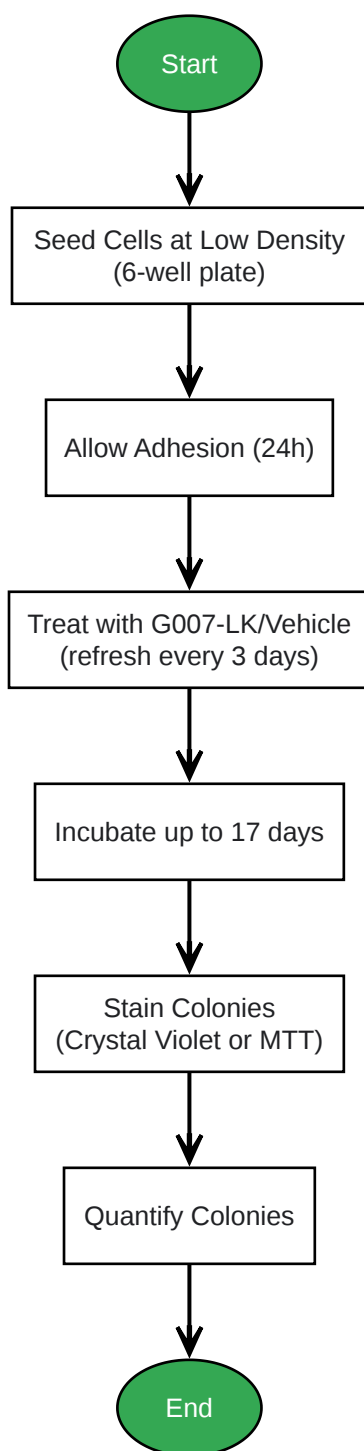 Start
Seed Cells at Low Density
(6-well plate)
Allow Adhesion (24h)
Treat with G007-LK/Vehicle
(refresh every 3 days)
Incubate up to 17 days
Stain Colonies
(Crystal Violet or MTT)
Quantify Colonies
End